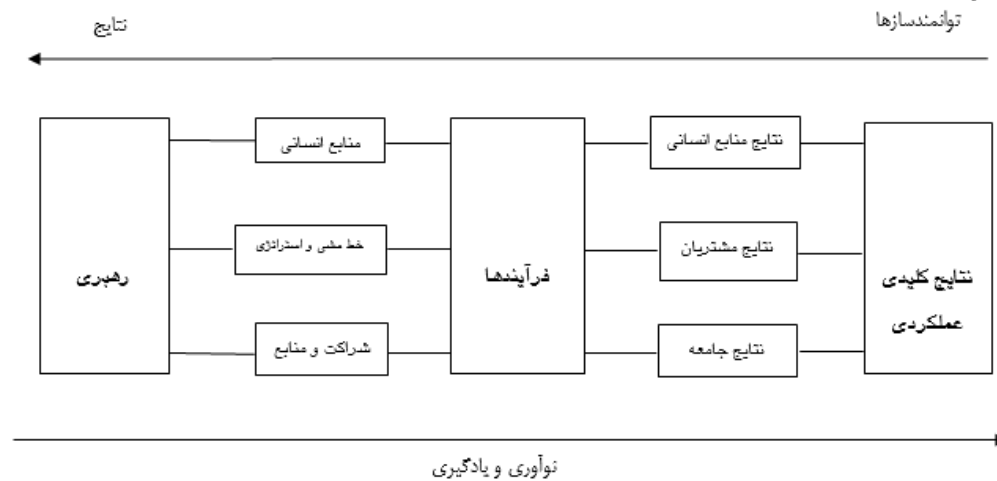 توانمندسازها
نتایج
منابع انسانی
نتایج منابع انسانی
خط مشی و استراتژی
نتایج مشتریان
رهبری
فرآیندها
نتایج کلیدی
عملکردی
شراکت و منابع
نتایج جامعه
نوآوری و یادگیری